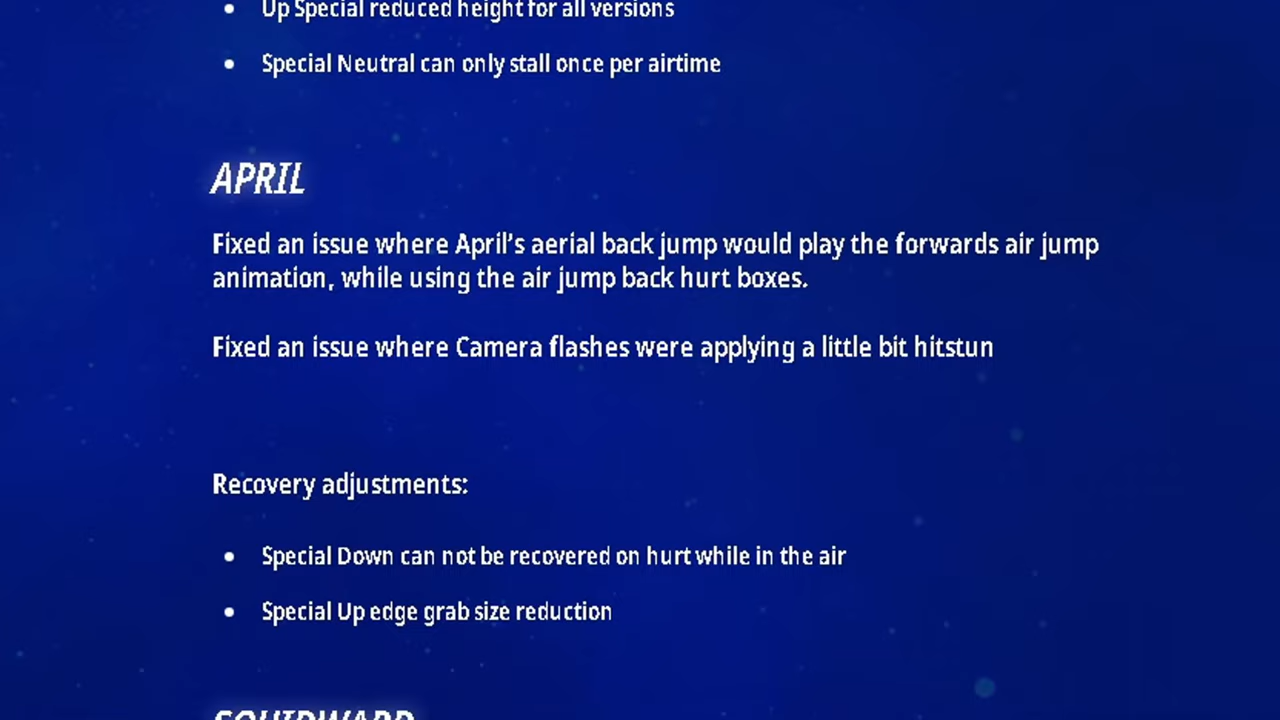 Up Special reduced height for all versions
Special Neutral can only stall once per airtime
APRIL
Fixed an issue where April's aerial back jump would play the forwards air jump
animation, while using the air jump back hurt boxes.
Fixed an issue where Camera flashes were applying a little bit hitstun
Recovery adjustments:
Special Down can not be recovered on hurt while in the air
Special Up edge grab size reduction
SQUIDWARD